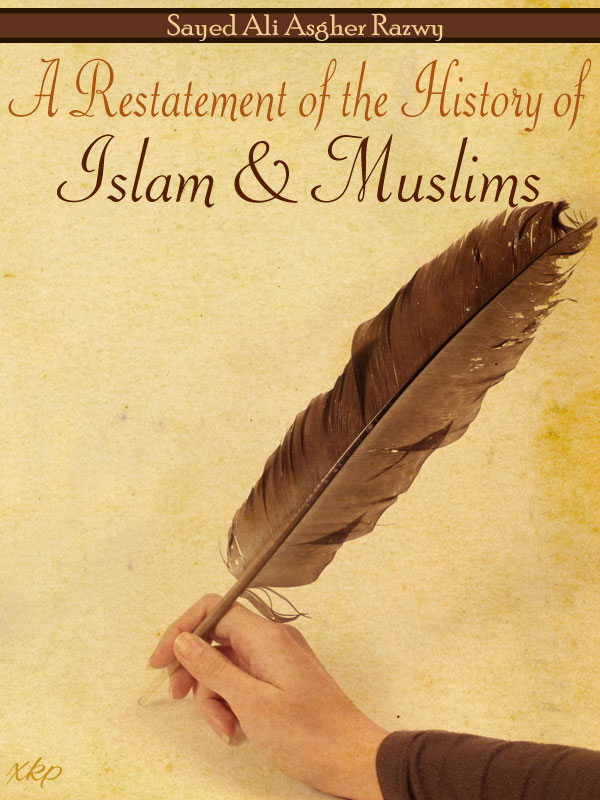 Sayed Ali Asgher Razwy
A Restatement of the History of
Islam & Muslims
xkp